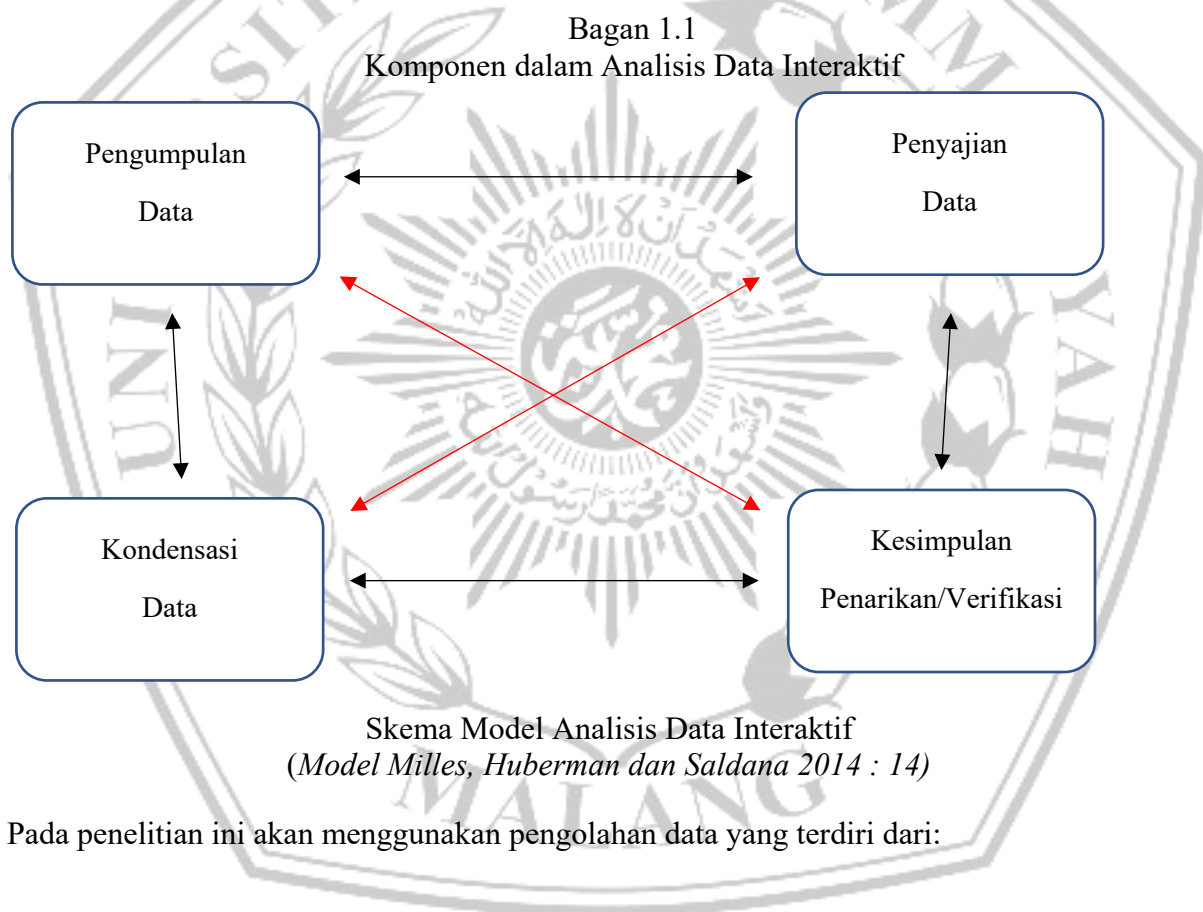 Bagan 1.1
Komponen dalam Analisis Data Interaktif
Pengumpulan
Data
Penyajian
Data
Kondensasi
Data
Kesimpulan
Penarikan/Verifikasi
Skema Model Analisis Data Interaktif
(Model Milles, Huberman dan Saldana 2014 : 14)
MALANG
Pada penelitian ini akan menggunakan pengolahan data yang terdiri dari: